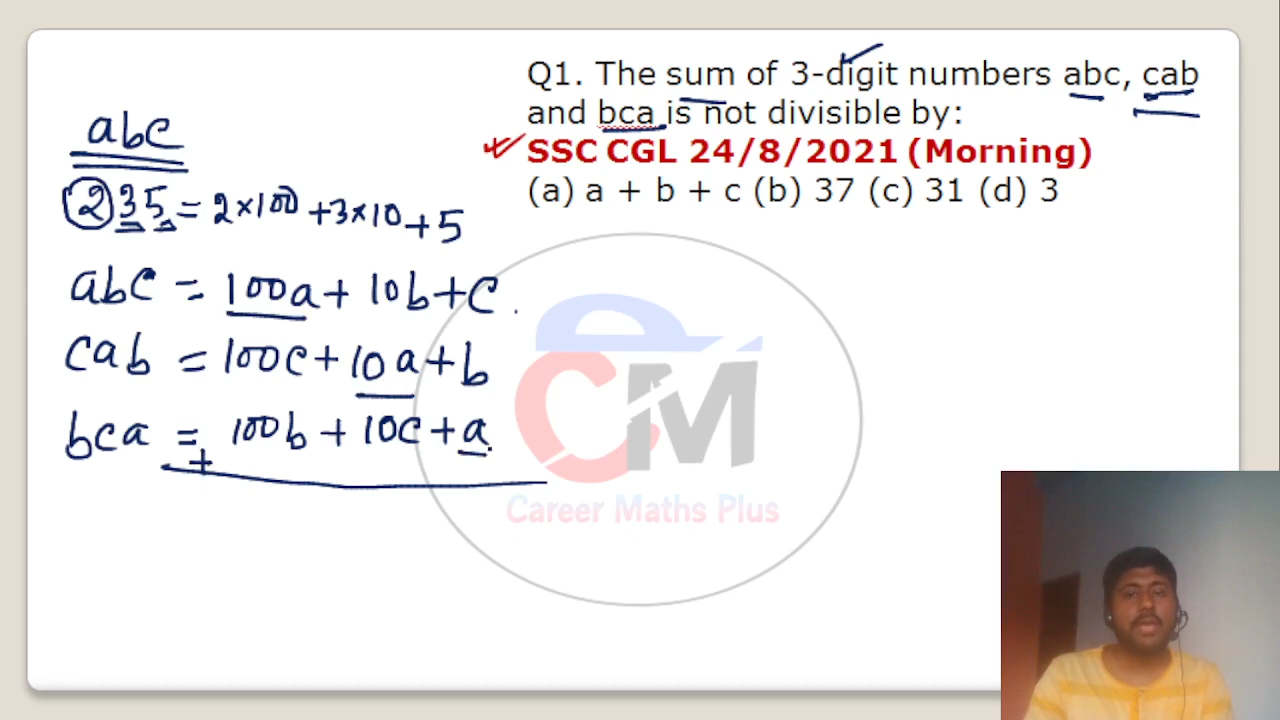 Q1. The sum of 3-digit numbers abc, cab
and bca is not divisible by:
SSC CGL 24/8/2021 (Morning)
(a) a + b + c (b) 37 (c) 31 (d) 3
abc
235 = 2×100 + 3×10 + 5
abc = 100a + 10b + c
cab = 100c + 10a + b
bca = 100b + 10c + a
+
CM
Career Maths Plus